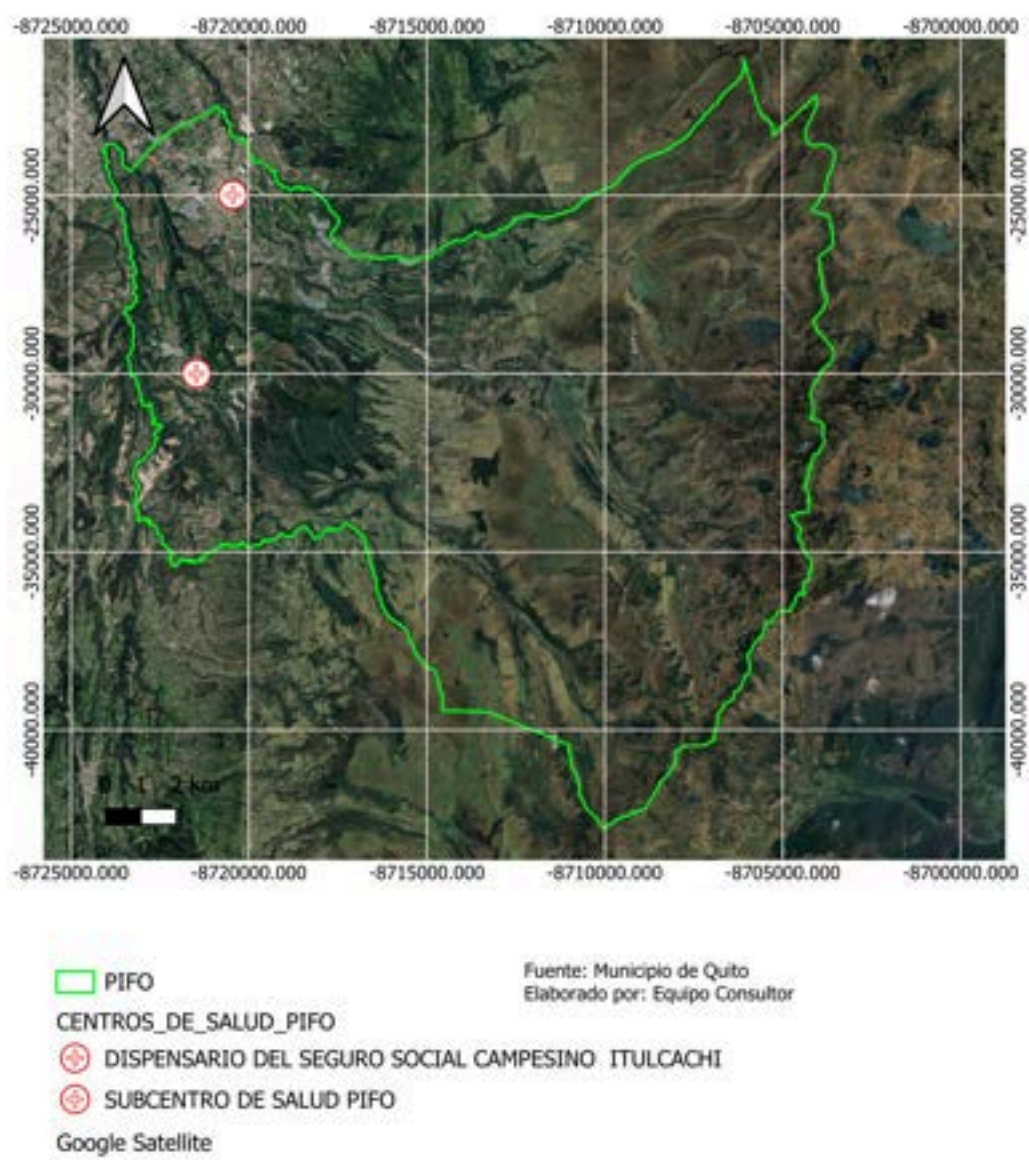 -8725000.000 -8720000.000 -8715000.000 -8710000.000 -8705000.000 -8700000.000
-25000.000 -25000.000
-30000.000 -30000.000
-35000.000 -35000.000
-40000.000 -40000.000
0 1 2 km
-8725000.000 -8720000.000 -8715000.000 -8710000.000 -8705000.000 -8700000.000
PIFO
Fuente: Municipio de Quito
Elaborado por: Equipo Consultor
CENTROS_DE_SALUD_PIFO
DISPENSARIO DEL SEGURO SOCIAL CAMPESINO ITULCACHI
SUBCENTRO DE SALUD PIFO
Google Satellite